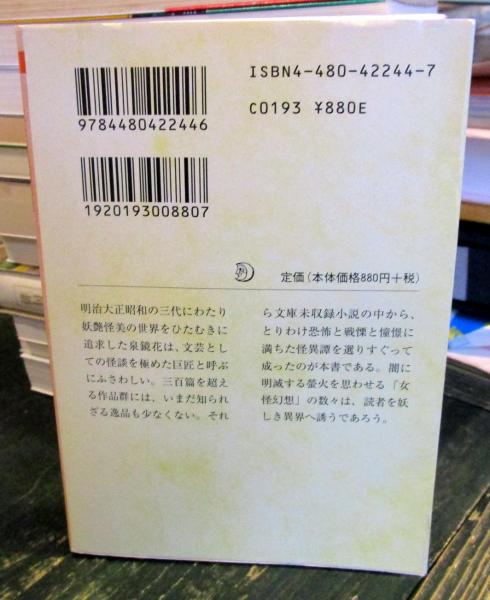 ISBN4-480-42244-7
C0193 ¥880E
9784480422446
1920193008807
定価(本体価格880円+税)
明治大正昭和の三代にわたり
妖艶怪美の世界をひたむきに
追求した泉鏡花は、文芸とし
ての怪談を極めた巨匠と呼ぶ
にふさわしい。三百篇を超え
る作品群には、いまだ知られ
ざる逸品も少なくない。それ
ら文庫未収録小説の中から、
とりわけ恐怖と戦慄と憧憬に
満ちた怪異譚を選りすぐって
成ったのが本書である。闇に
明滅する螢火を思わせる「女
怪幻想」の数々は、読者を妖
しき異界へ誘うであろう。